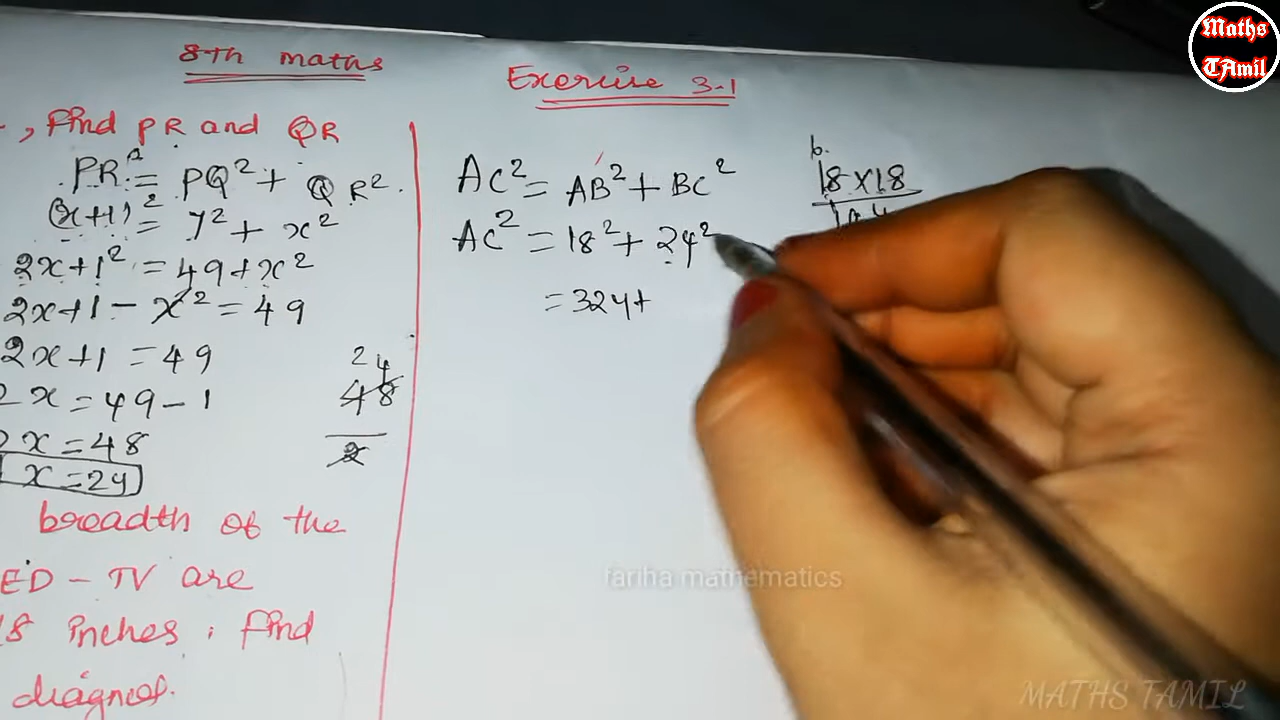 8th maths
Exercise 3.1
, Find PR and QR
PR² = PQ² + QR².
(x+1)² = 7² + x²
2x+1² = 49+x²
2x+1 - x² = 49
2x+1 = 49
2x = 49-1
2x = 48
x = 24
24
48
2
breadth of the
ED - TV are
18 inches. find
AC² = AB² + BC²
AC² = 18² + 24²
= 324+
6
18×18
Maths
TAmil
fariha mathematics
MATHS TAMIL